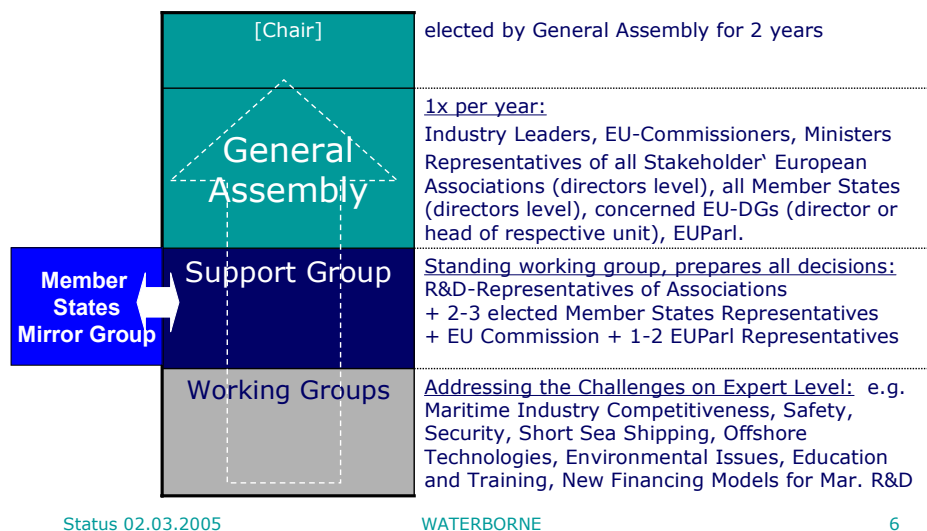 [Chair]
elected by General Assembly for 2 years
General
Assembly
1x per year:
Industry Leaders, EU-Commissioners, Ministers
Representatives of all Stakeholder‘ European
Associations (directors level), all Member States
(directors level), concerned EU-DGs (director or
head of respective unit), EUParl.
Member
States
Mirror Group
Support Group
Standing working group, prepares all decisions:
R&D-Representatives of Associations
+ 2-3 elected Member States Representatives
+ EU Commission + 1-2 EUParl Representatives
Working Groups
Addressing the Challenges on Expert Level: e.g.
Maritime Industry Competitiveness, Safety,
Security, Short Sea Shipping, Offshore
Technologies, Environmental Issues, Education
and Training, New Financing Models for Mar. R&D
Status 02.03.2005
WATERBORNE
6